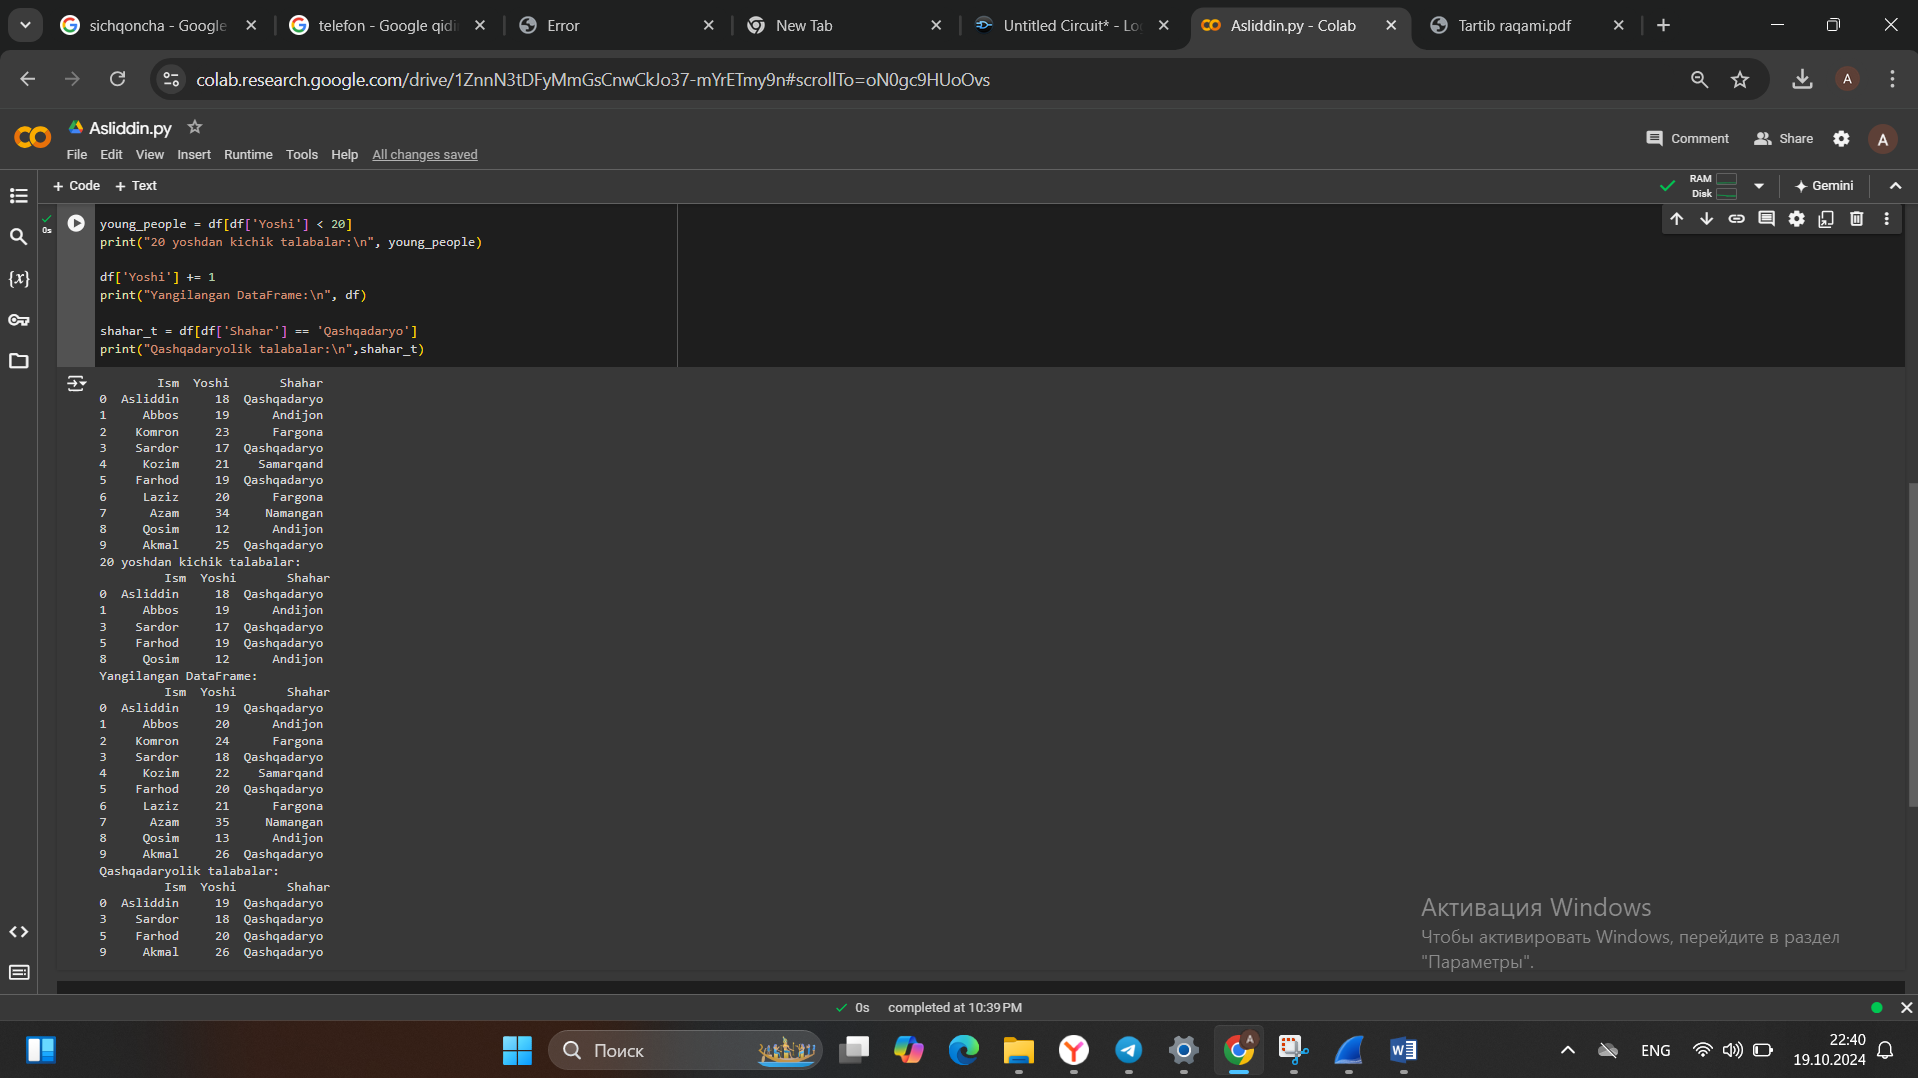 sichqoncha - Google
telefon - Google qidi
Error
New Tab
Untitled Circuit* - Lo
Asliddin.py - Colab
Tartib raqami.pdf
colab.research.google.com/drive/1ZnnN3tDFyMmGsCnwCkJo37-mYrETmy9n#scrollTo=oN0gc9HUoOvs
A
Asliddin.py
File Edit View Insert Runtime Tools Help All changes saved
Comment Share A
+ Code + Text
RAM
Disk
Gemini
0s
young_people = df[df['Yoshi'] < 20]
print("20 yoshdan kichik talabalar:\n", young_people)
df['Yoshi'] += 1
print("Yangilangan DataFrame:\n", df)
shahar_t = df[df['Shahar'] == 'Qashqadaryo']
print("Qashqadaryolik talabalar:\n",shahar_t)
{x}
Ism Yoshi Shahar
0 Asliddin 18 Qashqadaryo
1 Abbos 19 Andijon
2 Komron 23 Fargona
3 Sardor 17 Qashqadaryo
4 Kozim 21 Samarqand
5 Farhod 19 Qashqadaryo
6 Laziz 20 Fargona
7 Azam 34 Namangan
8 Qosim 12 Andijon
9 Akmal 25 Qashqadaryo
20 yoshdan kichik talabalar:
Ism Yoshi Shahar
0 Asliddin 18 Qashqadaryo
1 Abbos 19 Andijon
3 Sardor 17 Qashqadaryo
5 Farhod 19 Qashqadaryo
8 Qosim 12 Andijon
Yangilangan DataFrame:
Ism Yoshi Shahar
0 Asliddin 19 Qashqadaryo
1 Abbos 20 Andijon
2 Komron 24 Fargona
3 Sardor 18 Qashqadaryo
4 Kozim 22 Samarqand
5 Farhod 20 Qashqadaryo
6 Laziz 21 Fargona
7 Azam 35 Namangan
8 Qosim 13 Andijon
9 Akmal 26 Qashqadaryo
Qashqadaryolik talabalar:
Ism Yoshi Shahar
0 Asliddin 19 Qashqadaryo
3 Sardor 18 Qashqadaryo
5 Farhod 20 Qashqadaryo
9 Akmal 26 Qashqadaryo
Активация Windows
Чтобы активировать Windows, перейдите в раздел
"Параметры".
0s completed at 10:39 PM
Поиск
ENG
22:40
19.10.2024